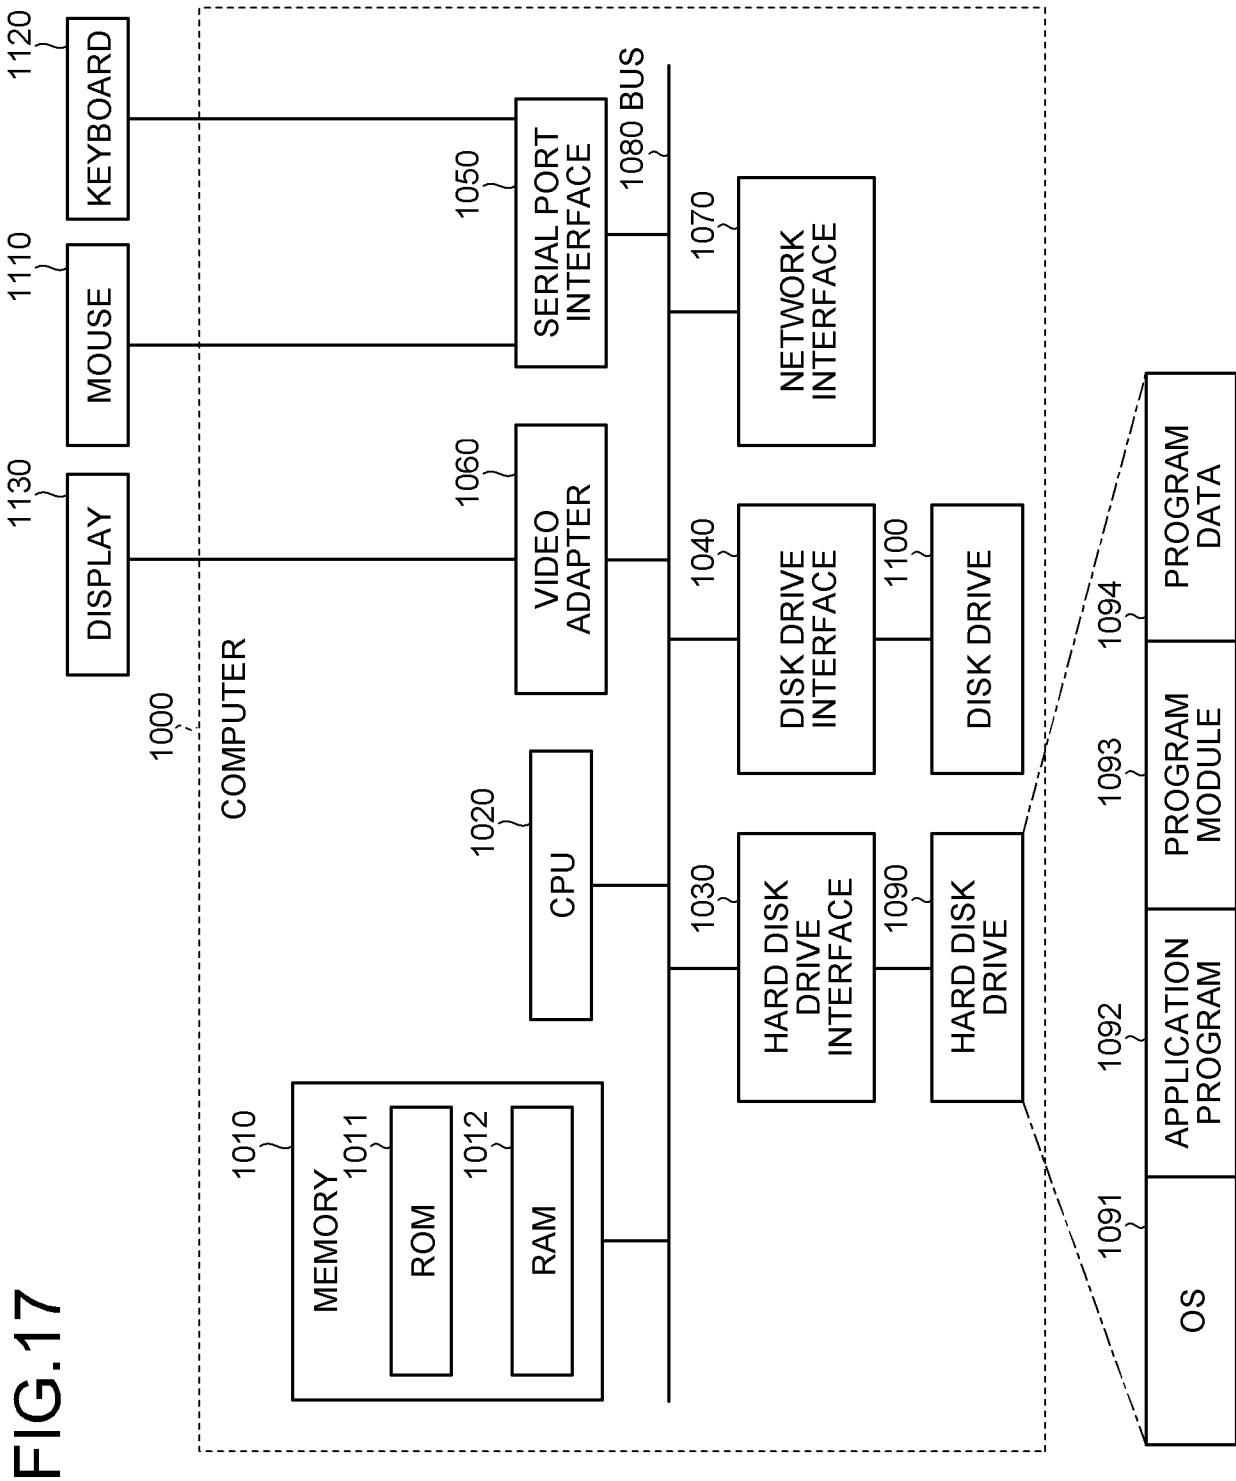 FIG.17
1000
COMPUTER
1010
MEMORY
1011
ROM
1012
RAM
1020
CPU
1130
DISPLAY
1110
MOUSE
1120
KEYBOARD
1060
VIDEO
ADAPTER
1050
SERIAL PORT
INTERFACE
1080 BUS
1030
HARD DISK
DRIVE
INTERFACE
1040
DISK DRIVE
INTERFACE
1070
NETWORK
INTERFACE
1090
HARD DISK
DRIVE
1100
DISK DRIVE
1091
OS
1092
APPLICATION
PROGRAM
1093
PROGRAM
MODULE
1094
PROGRAM
DATA